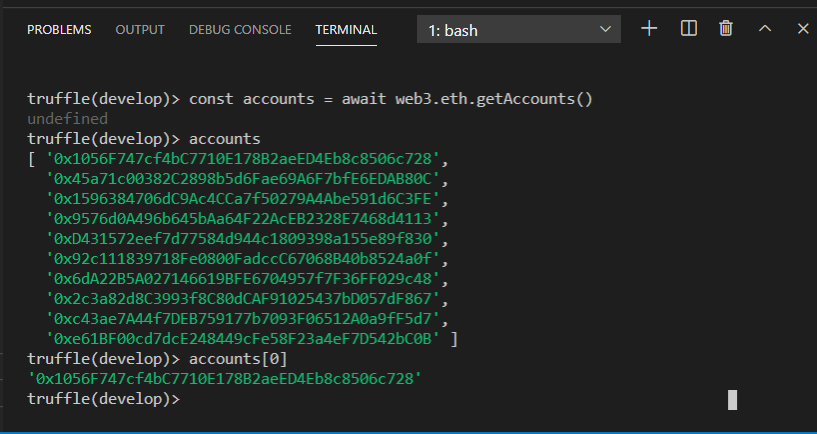 PROBLEMS OUTPUT DEBUG CONSOLE TERMINAL 1: bash
truffle(develop)> const accounts = await web3.eth.getAccounts()
undefined
truffle(develop)> accounts
[ '0x1056F747cf4bC7710E178B2aeED4Eb8c8506c728',
'0x45a71c00382C2898b5d6Fae69A6F7bfE6EDAB80C',
'0x1596384706dC9Ac4CCa7f50279A4Abe591d6C3FE',
'0x9576d0A496b645bAa64F22AcEB2328E7468d4113',
'0xD431572eef7d77584d944c1809398a155e89f830',
'0x92c111839718Fe0800FadccC67068B40b8524a0f',
'0x6dA22B5A027146619BFE6704957f7F36FF029c48',
'0x2c3a82d8C3993f8C80dCAF91025437bD057dF867',
'0xc43ae7A44f7DEB759177b7093F06512A0a9fF5d7',
'0xe61BF00cd7dcE248449cFe58F23a4eF7D542bC0B' ]
truffle(develop)> accounts[0]
'0x1056F747cf4bC7710E178B2aeED4Eb8c8506c728'
truffle(develop)>